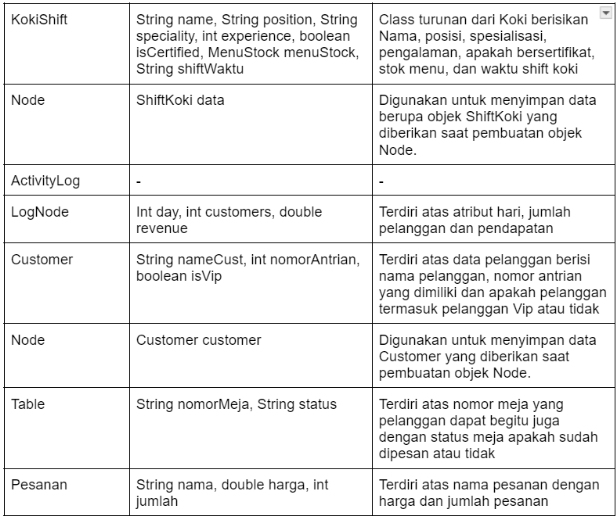 KokiShift
String name, String position, String
speciality, int experience, boolean
isCertified, MenuStock menuStock,
String shiftWaktu
Class turunan dari Koki berisikan
Nama, posisi, spesialisasi,
pengalaman, apakah bersertifikat,
stok menu, dan waktu shift koki
Node
ShiftKoki data
Digunakan untuk menyimpan data
berupa objek ShiftKoki yang
diberikan saat pembuatan objek
Node.
ActivityLog
-
-
LogNode
Int day, int customers, double
revenue
Terdiri atas atribut hari, jumlah
pelanggan dan pendapatan
Customer
String nameCust, int nomorAntrian,
boolean isVip
Terdiri atas data pelanggan berisi
nama pelanggan, nomor antrian
yang dimiliki dan apakah pelanggan
termasuk pelanggan Vip atau tidak
Node
Customer customer
Digunakan untuk menyimpan data
Customer yang diberikan saat
pembuatan objek Node.
Table
String nomorMeja, String status
Terdiri atas nomor meja yang
pelanggan dapat begitu juga
dengan status meja apakah sudah
dipesan atau tidak
Pesanan
String nama, double harga, int
jumlah
Terdiri atas nama pesanan dengan
harga dan jumlah pesanan